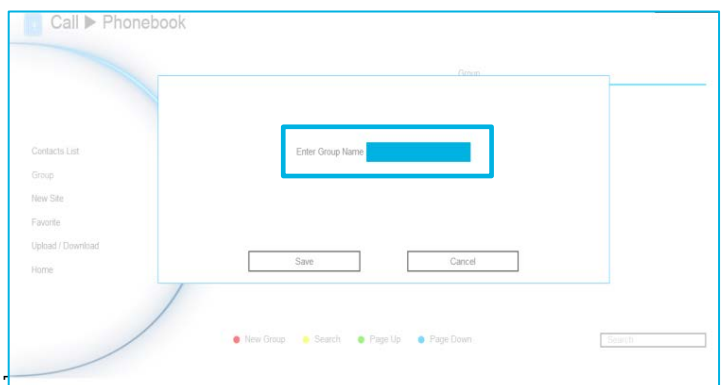 Call ▶ Phonebook
Group
Enter Group Name
Contacts List
Group
New Site
Favorite
Upload / Download
Home
Save Cancel
New Group Search Page Up Page Down Search